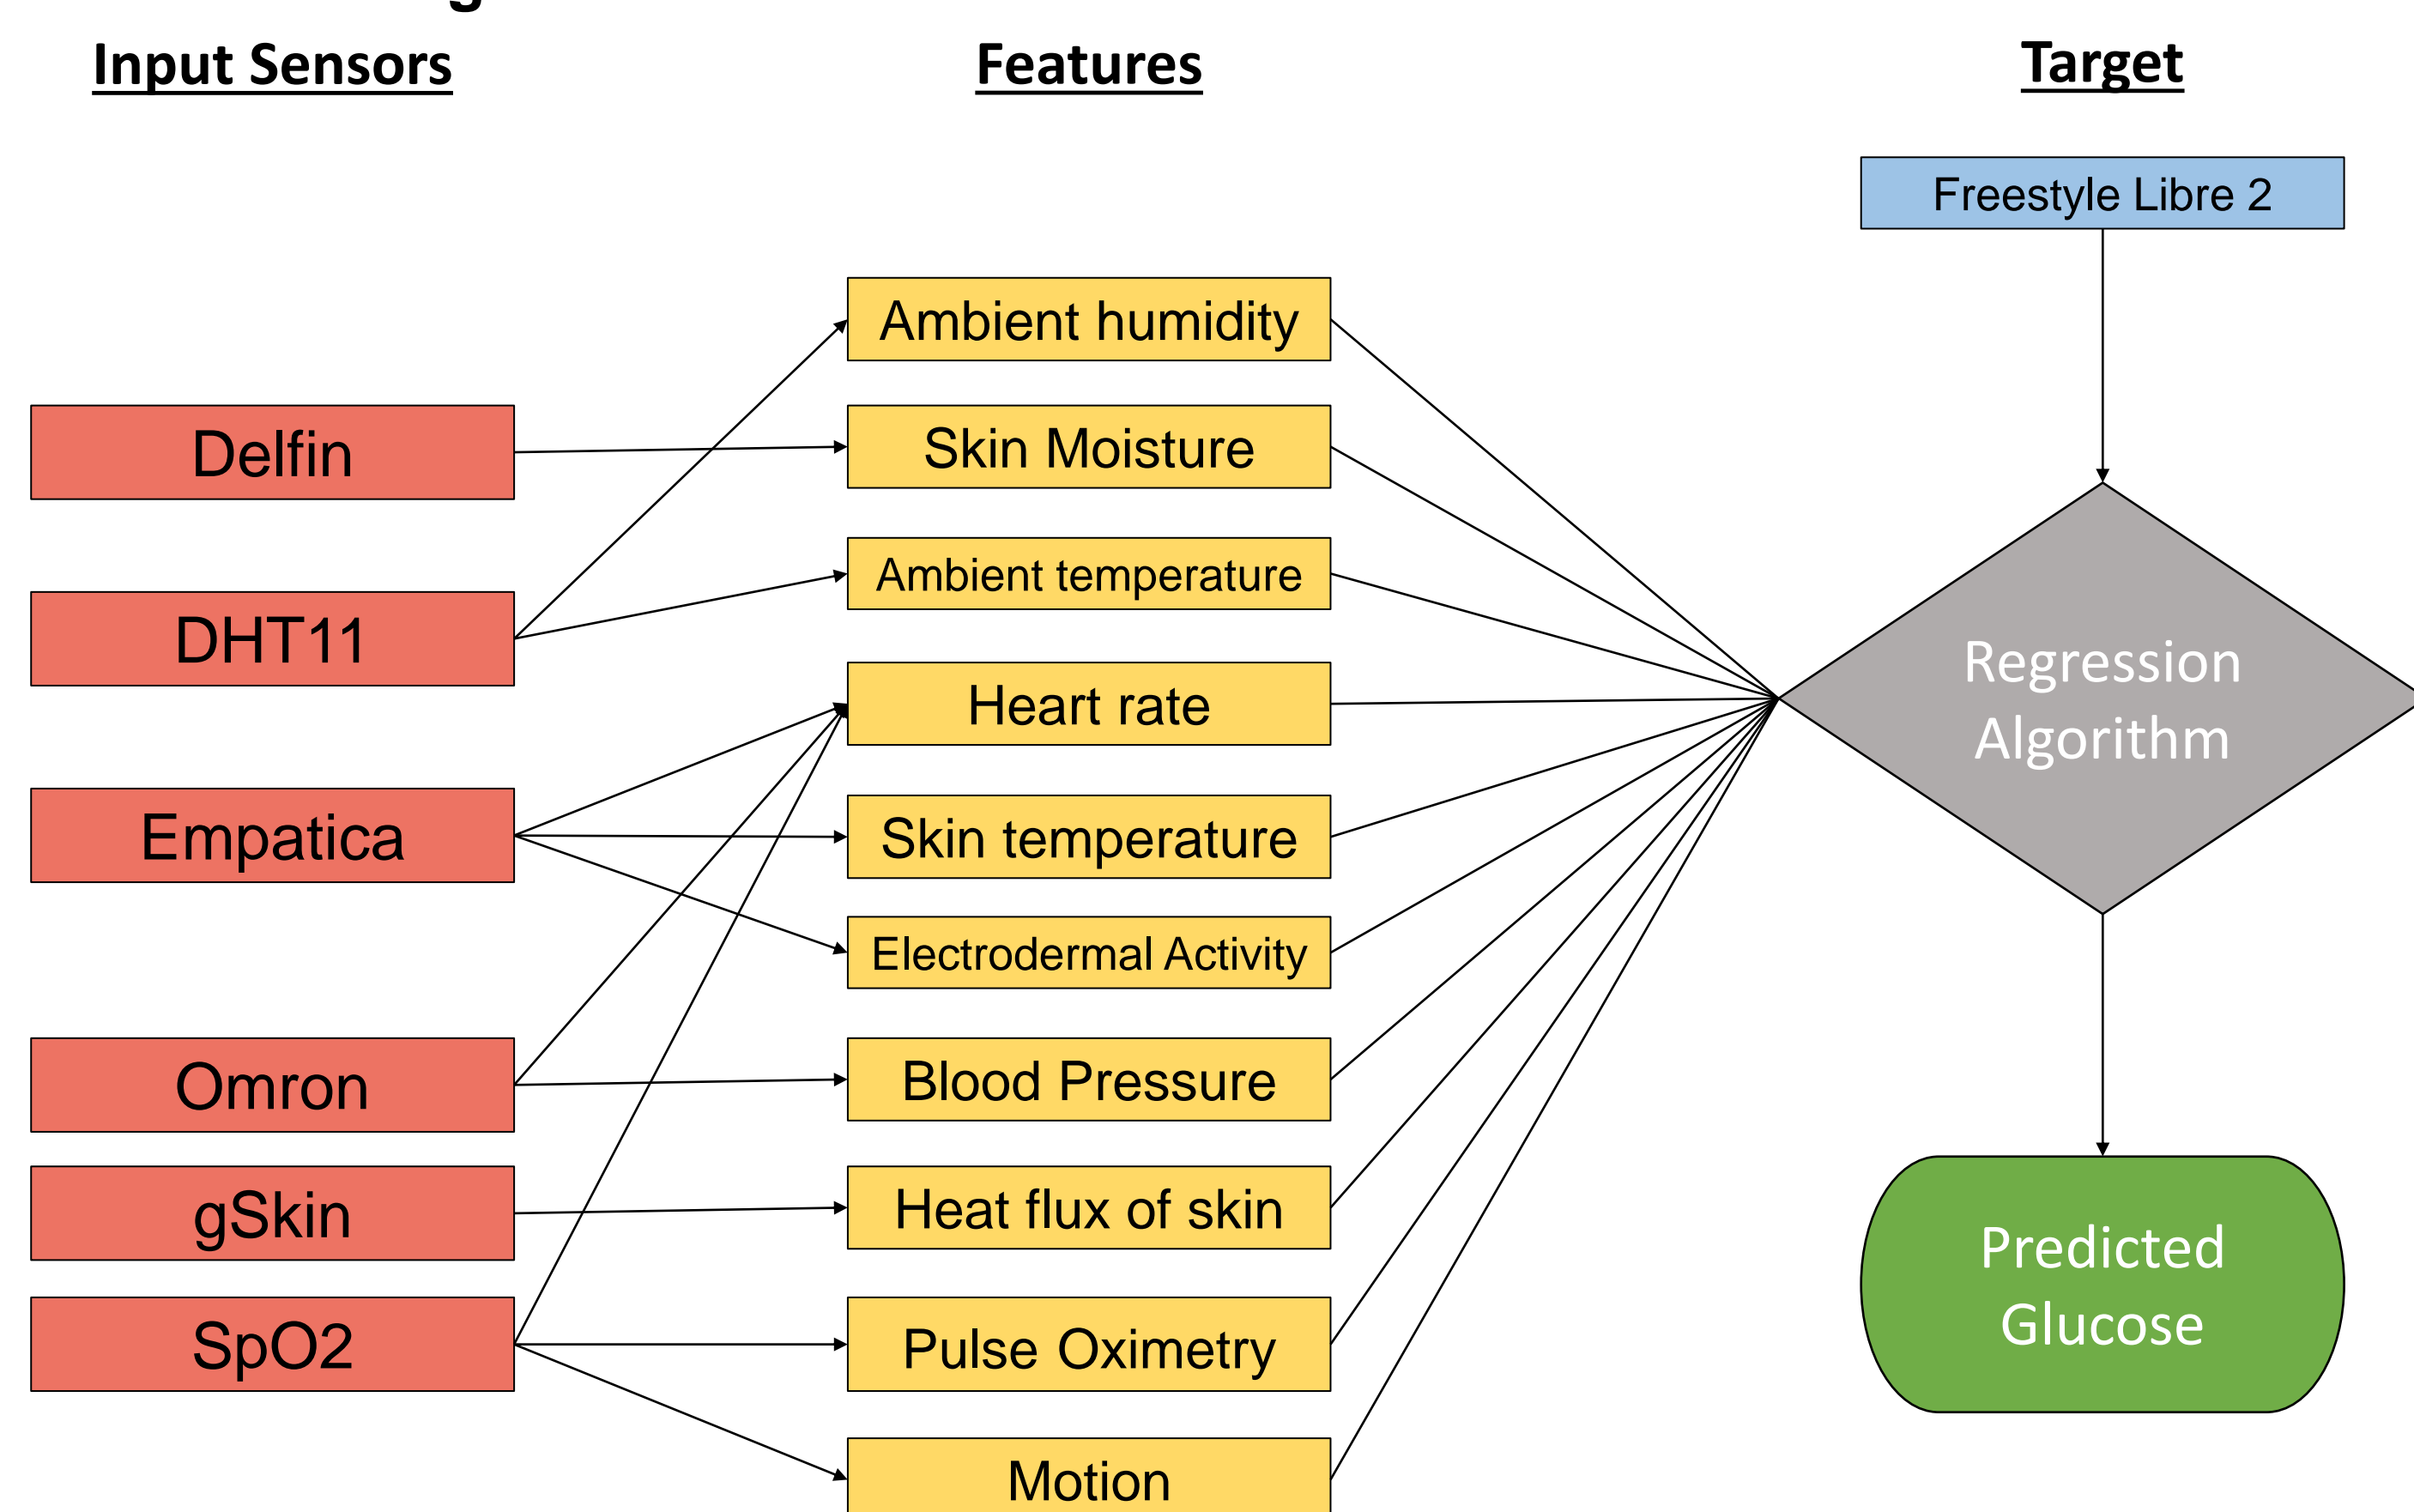 Input Sensors
Features
Target
Freestyle Libre 2
Ambient humidity
Delfin
Skin Moisture
Ambient temperature
DHT11
Heart rate
Regression
Algorithm
Empatica
Skin temperature
Electrodermal Activity
Omron
Blood Pressure
gSkin
Heat flux of skin
Predicted
Glucose
SpO2
Pulse Oximetry
Motion